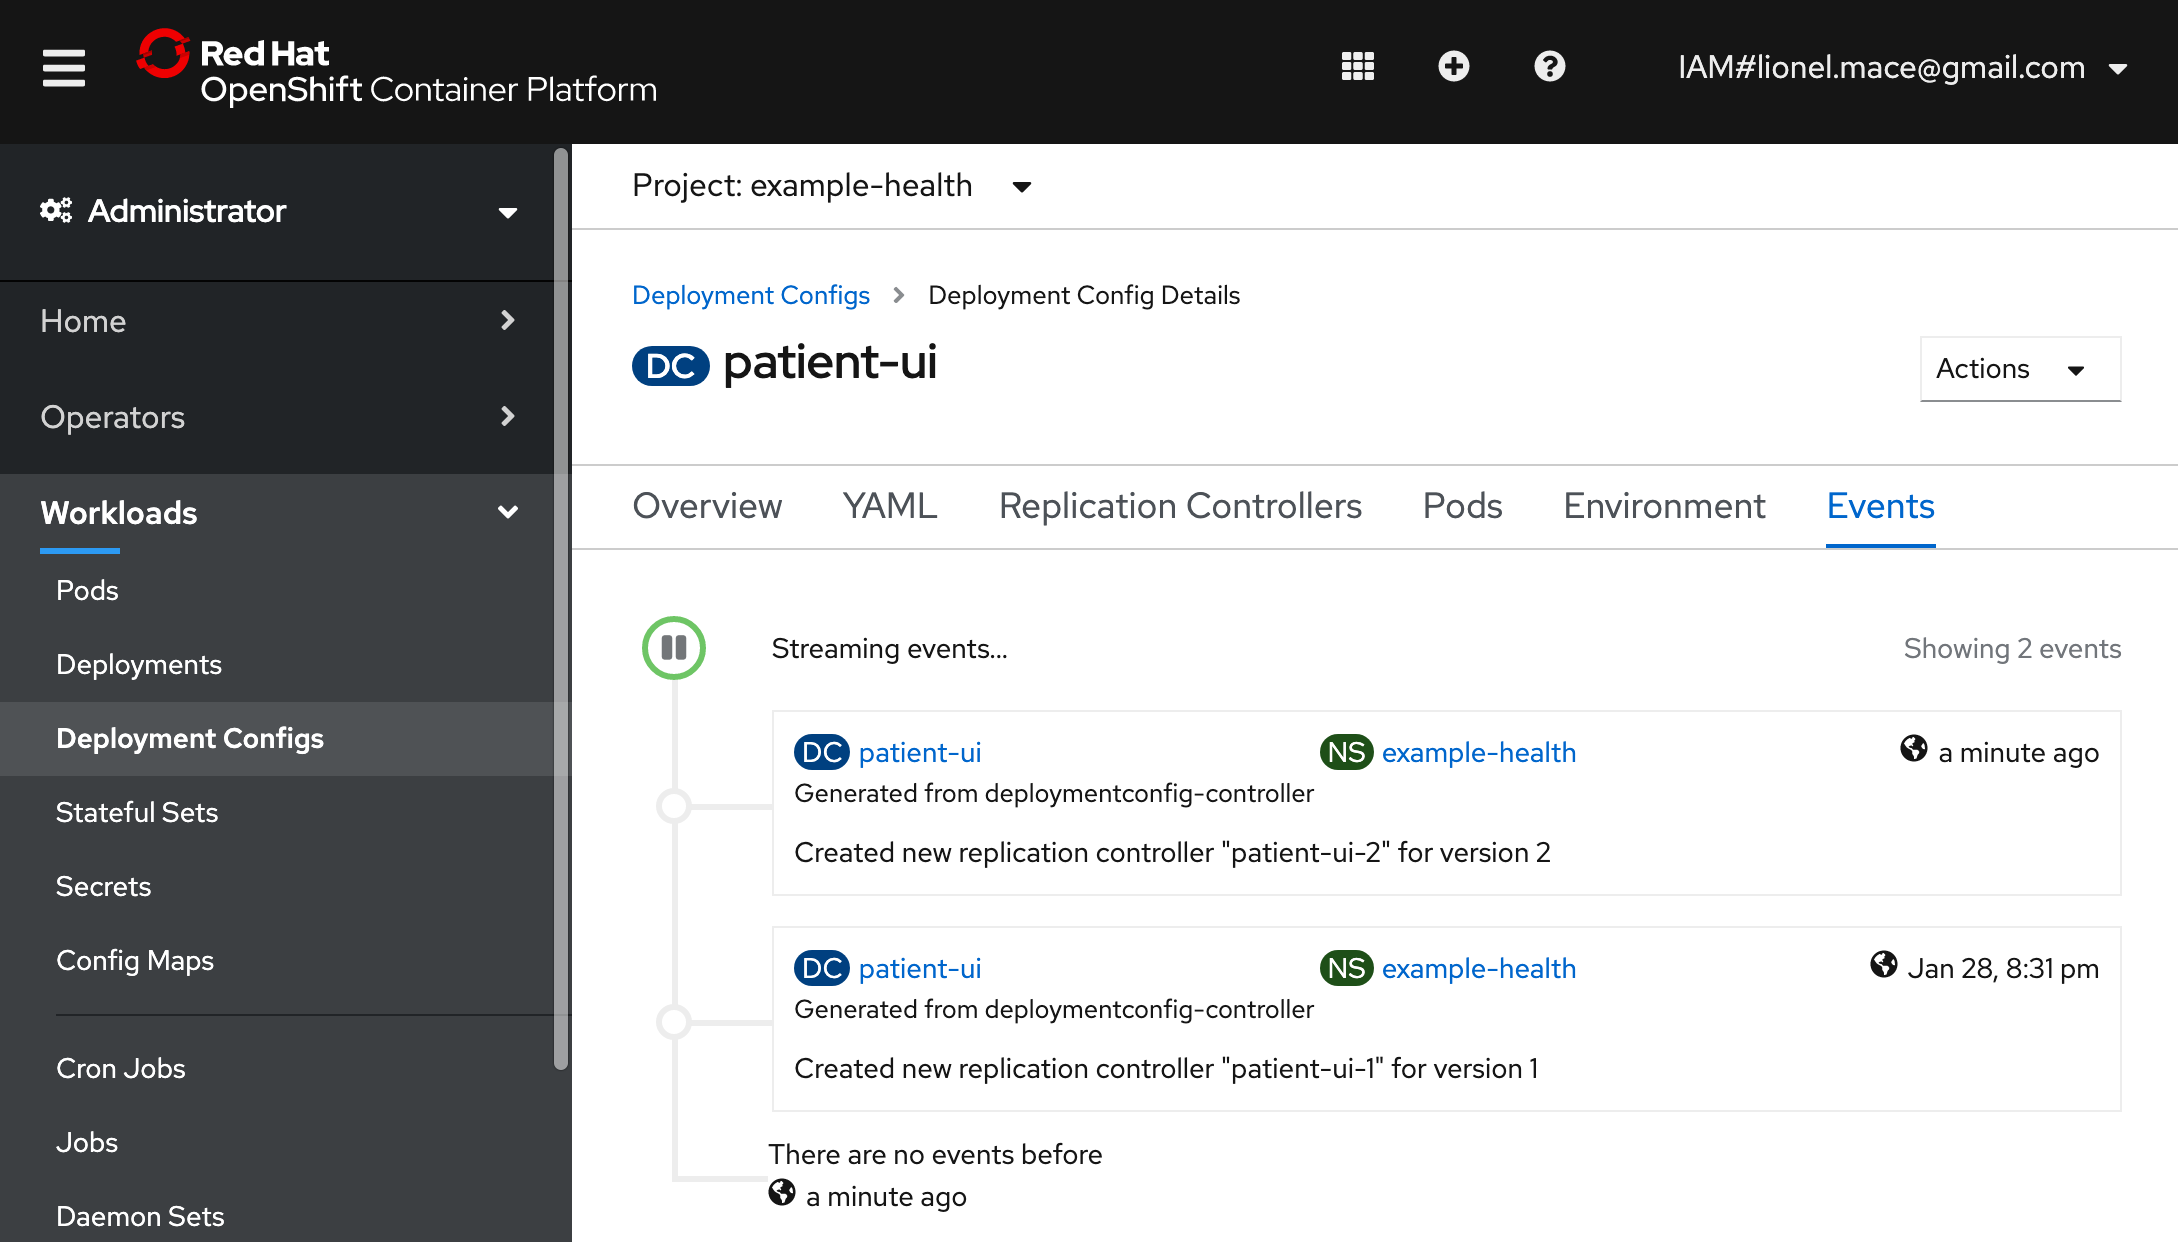 Red Hat
OpenShift Container Platform
IAM#lionel.mace@gmail.com
Administrator
Home
Operators
Workloads
Pods
Deployments
Deployment Configs
Stateful Sets
Secrets
Config Maps
Cron Jobs
Jobs
Daemon Sets
Project: example-health
Deployment Configs > Deployment Config Details
DC patient-ui
Actions
Overview YAML Replication Controllers Pods Environment Events
Streaming events...
Showing 2 events
DC patient-ui NS example-health a minute ago
Generated from deploymentconfig-controller
Created new replication controller "patient-ui-2" for version 2
DC patient-ui NS example-health Jan 28, 8:31 pm
Generated from deploymentconfig-controller
Created new replication controller "patient-ui-1" for version 1
There are no events before
a minute ago